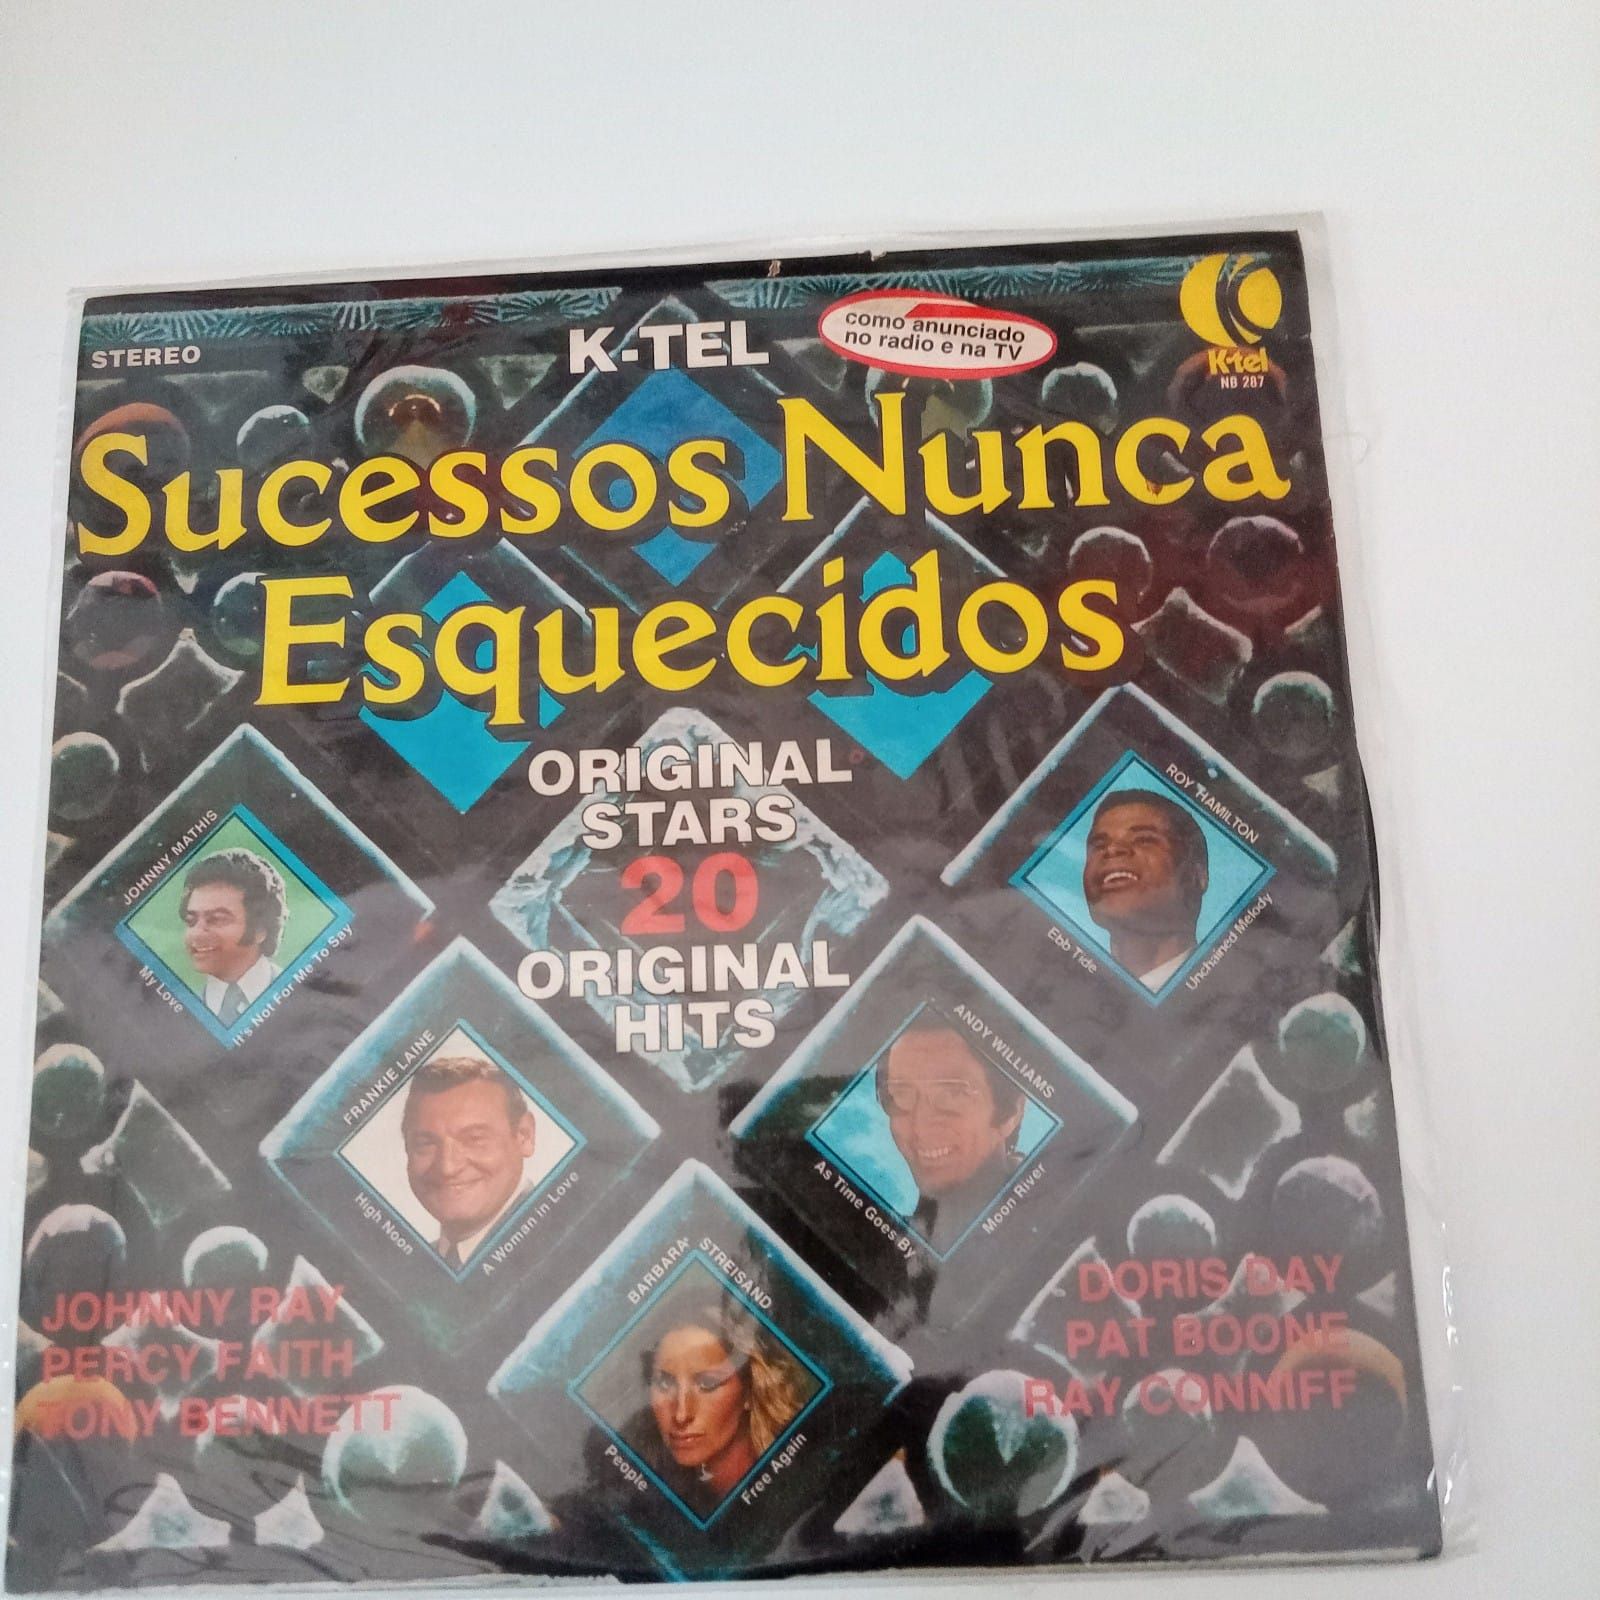 STEREO
K-TEL
como anunciado
no radio e na TV
K-tel
NB 287
Sucessos Nunca
Esquecidos
ORIGINAL
STARS
20
ORIGINAL
HITS
JOHNNY MATHIS
My Love
It's Not For Me To Say
ROY HAMILTON
Ebb Tide
Unchained Melody
FRANKIE LAINE
High Noon
A Woman in Love
ANDY WILLIAMS
As Time Goes By
Moon River
BARBARA STREISAND
People
Free Again
JOHNNY RAY
PERCY FAITH
TONY BENNETT
DORIS DAY
PAT BOONE
RAY CONNIFF